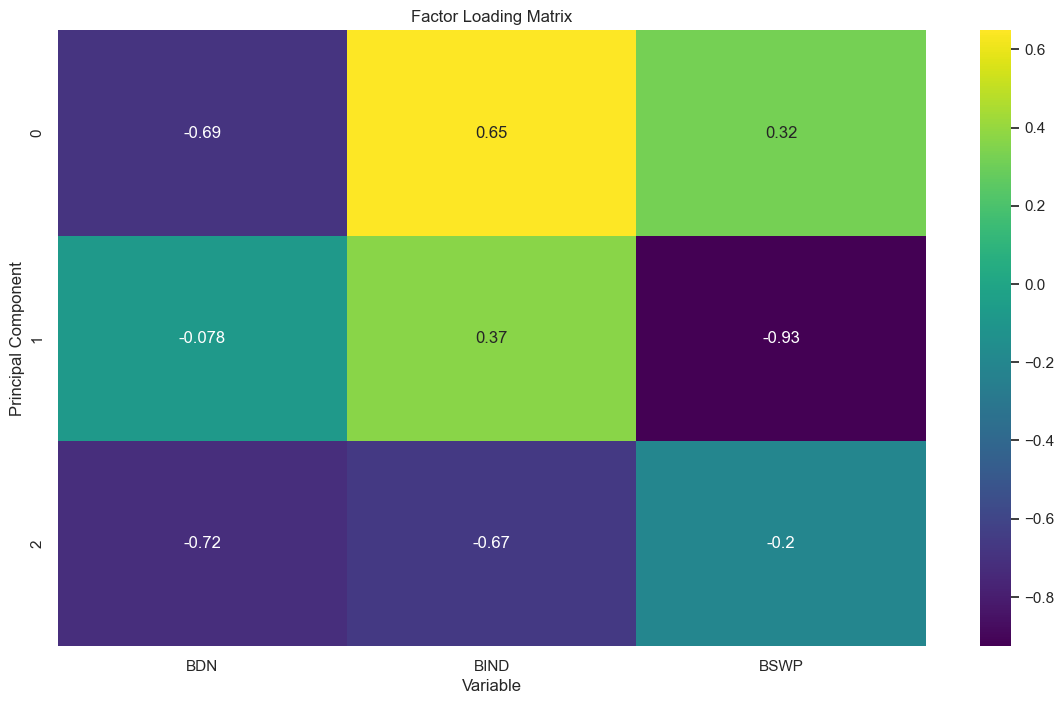 Factor Loading Matrix
Principal Component
0
1
2
-0.69 0.65 0.32
-0.078 0.37 -0.93
-0.72 -0.67 -0.2
BDN BIND BSWP
Variable
0.6
0.4
0.2
0.0
−0.2
−0.4
−0.6
−0.8